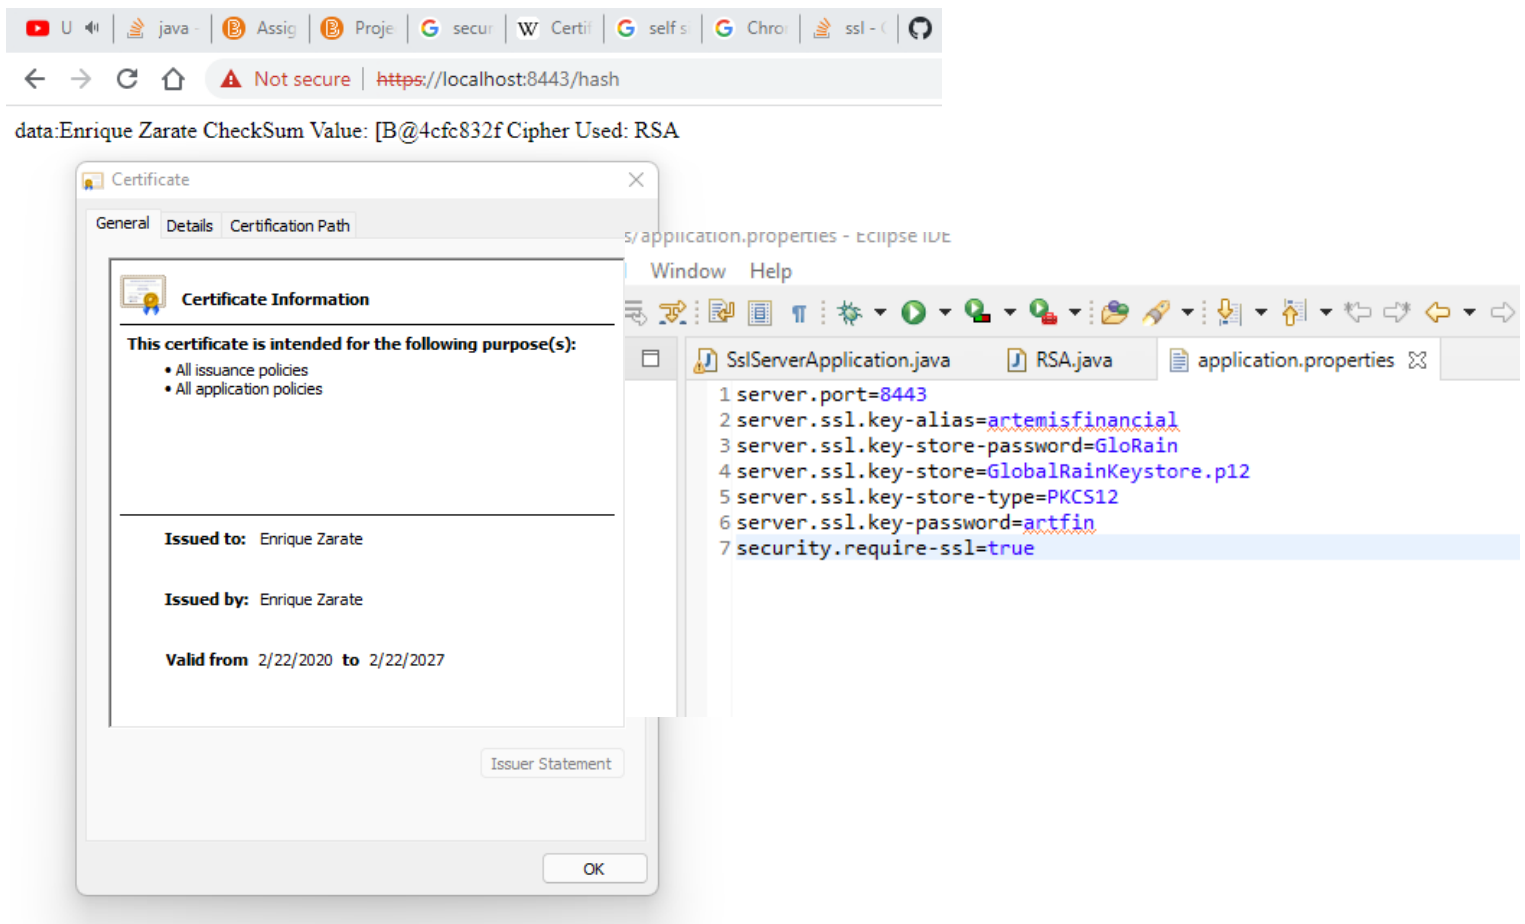 U java - Assig Proje secur W Certif self s Chro ssl - (
Not secure https://localhost:8443/hash
data:Enrique Zarate CheckSum Value: [B@4cfc832f Cipher Used: RSA
Certificate
General Details Certification Path
Certificate Information
This certificate is intended for the following purpose(s):
• All issuance policies
• All application policies
Issued to: Enrique Zarate
Issued by: Enrique Zarate
Valid from 2/22/2020 to 2/22/2027
Issuer Statement
OK
s/application.properties - Eclipse IDE
Window Help
SslServerApplication.java RSA.java application.properties
1 server.port=8443
2 server.ssl.key-alias=artemisfinancial
3 server.ssl.key-store-password=GloRain
4 server.ssl.key-store=GlobalRainKeystore.p12
5 server.ssl.key-store-type=PKCS12
6 server.ssl.key-password=artfin
7 security.require-ssl=true